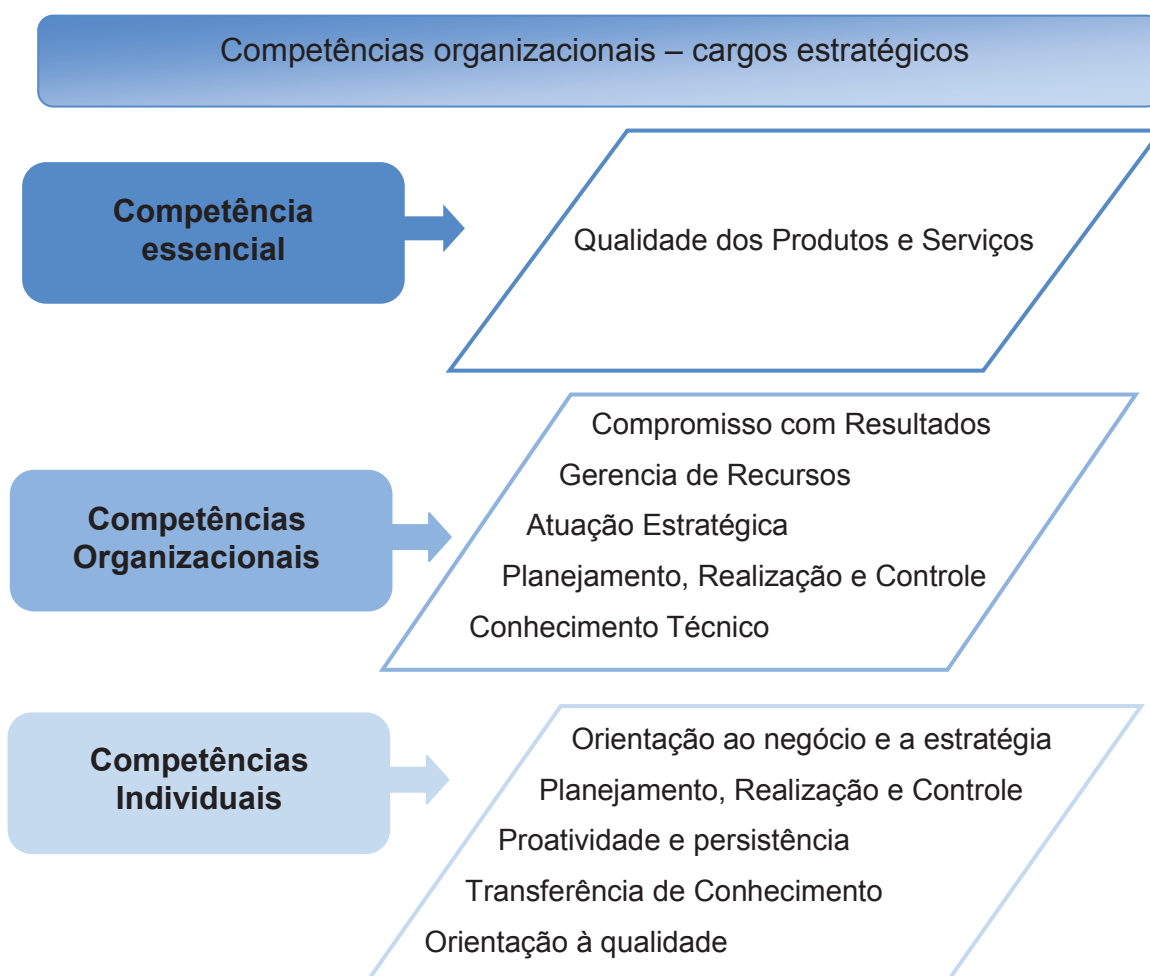 Competências organizacionais – cargos estratégicos
Competência
essencial
Qualidade dos Produtos e Serviços
Competências
Organizacionais
Compromisso com Resultados
Gerencia de Recursos
Atuação Estratégica
Planejamento, Realização e Controle
Conhecimento Técnico
Competências
Individuais
Orientação ao negócio e a estratégia
Planejamento, Realização e Controle
Proatividade e persistência
Transferência de Conhecimento
Orientação à qualidade